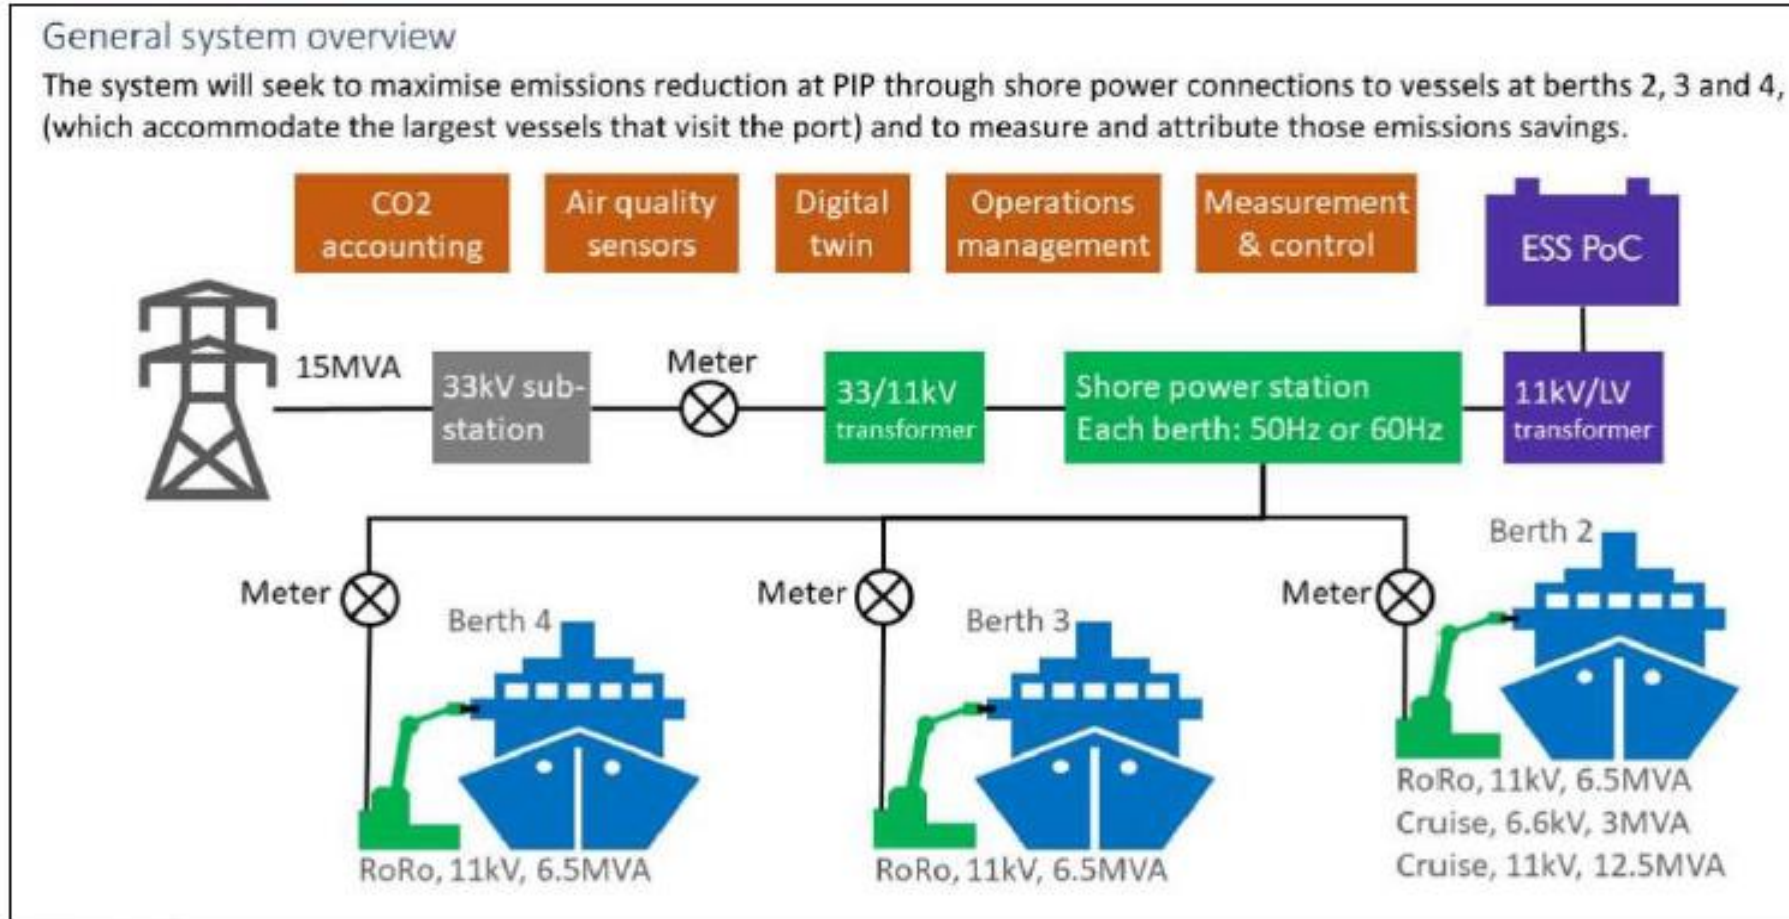 General system overview
The system will seek to maximise emissions reduction at PIP through shore power connections to vessels at berths 2, 3 and 4,
(which accommodate the largest vessels that visit the port) and to measure and attribute those emissions savings.
CO2
accounting
Air quality
sensors
Digital
twin
Operations
management
Measurement
& control
ESS PoC
15MVA
33kV sub-
station
Meter
33/11kV
transformer
Shore power station
Each berth: 50Hz or 60Hz
11kV/LV
transformer
Meter
Berth 4
RoRo, 11kV, 6.5MVA
Meter
Berth 3
RoRo, 11kV, 6.5MVA
Meter
Berth 2
RoRo, 11kV, 6.5MVA
Cruise, 6.6kV, 3MVA
Cruise, 11kV, 12.5MVA